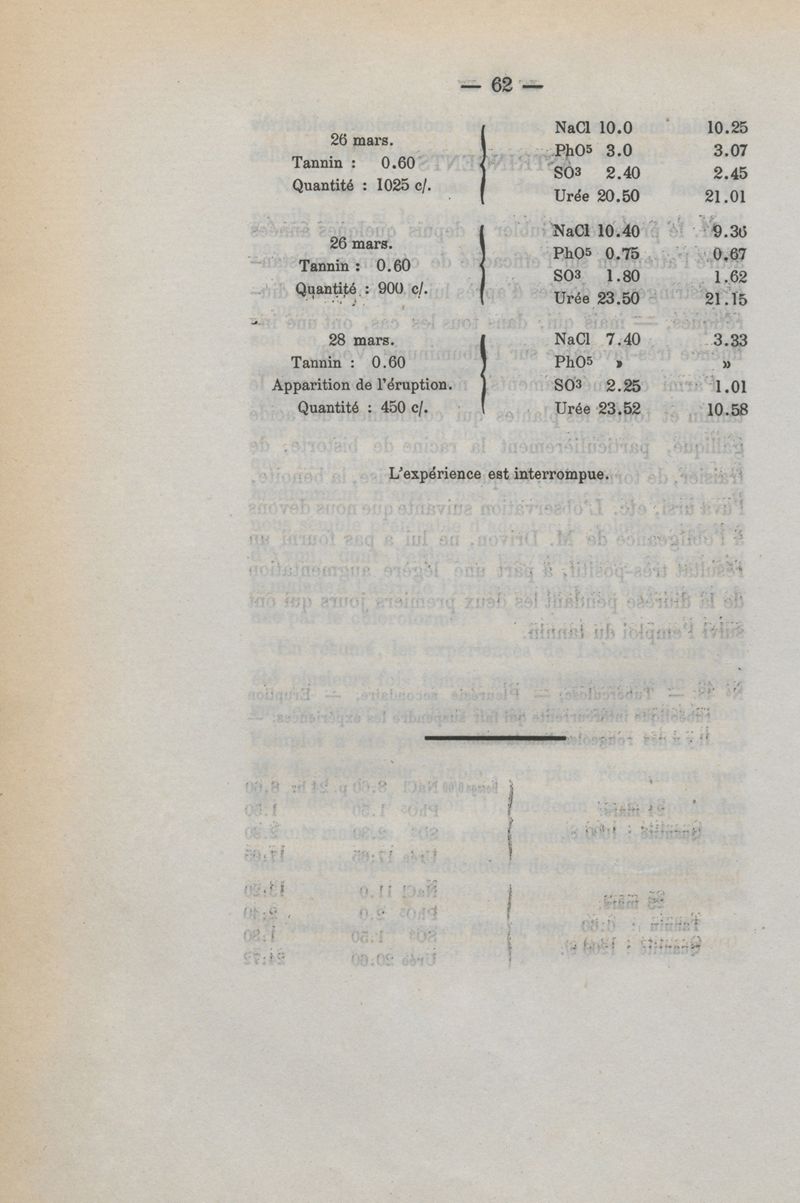 — 62 —
26 mars.
Tannin : 0.60
Quantité : 1025 c/.
NaCl 10.0 10.25
PhO5 3.0 3.07
SO3 2.40 2.45
Urée 20.50 21.01
26 mars.
Tannin : 0.60
Quantité : 900 c/.
NaCl 10.40 9.36
PhO5 0.75 0.67
SO3 1.80 1.62
Urée 23.50 21.15
28 mars.
Tannin : 0.60
Apparition de l'éruption.
Quantité : 450 c/.
NaCl 7.40 3.33
PhO5 » »
SO3 2.25 1.01
Urée 23.52 10.58
L'expérience est interrompue.